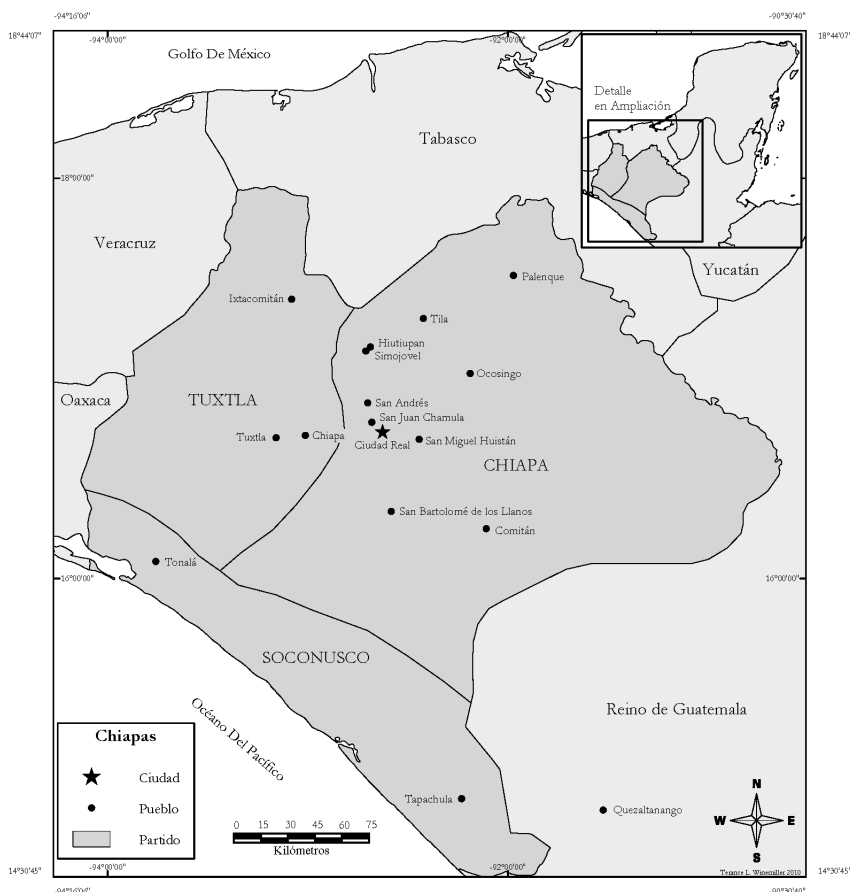 -94°16'06"
-90°30'40"
18°44'07"
-94°00'00"
-92°00'00"
18°44'07"
Golfo De México
Detalle
en Ampliación
Tabasco
18°00'00"
Veracruz
Yucatán
Palenque
Ixtacomitán
Tila
Hiutiupan
Simojovel
Ocosingo
Oaxaca
TUXTLA
San Andrés
San Juan Chamula
Tuxtla
Chiapa
Ciudad Real
San Miguel Huistán
CHIAPA
San Bartolomé de los Llanos
Comitán
Tonalá
16°00'00"
16°00'00"
SOCONUSCO
Océano Del Pacífico
Reino de Guatemala
Chiapas
Ciudad
Pueblo
Partido
Tapachula
Quezaltanango
0 15 30 45 60 75
Kilómetros
N
W E
S
Terance L. Winemiller 2010
14°30'45"
-94°00'00"
-92°00'00"
14°30'45"
-94°16'06"
-90°30'40"